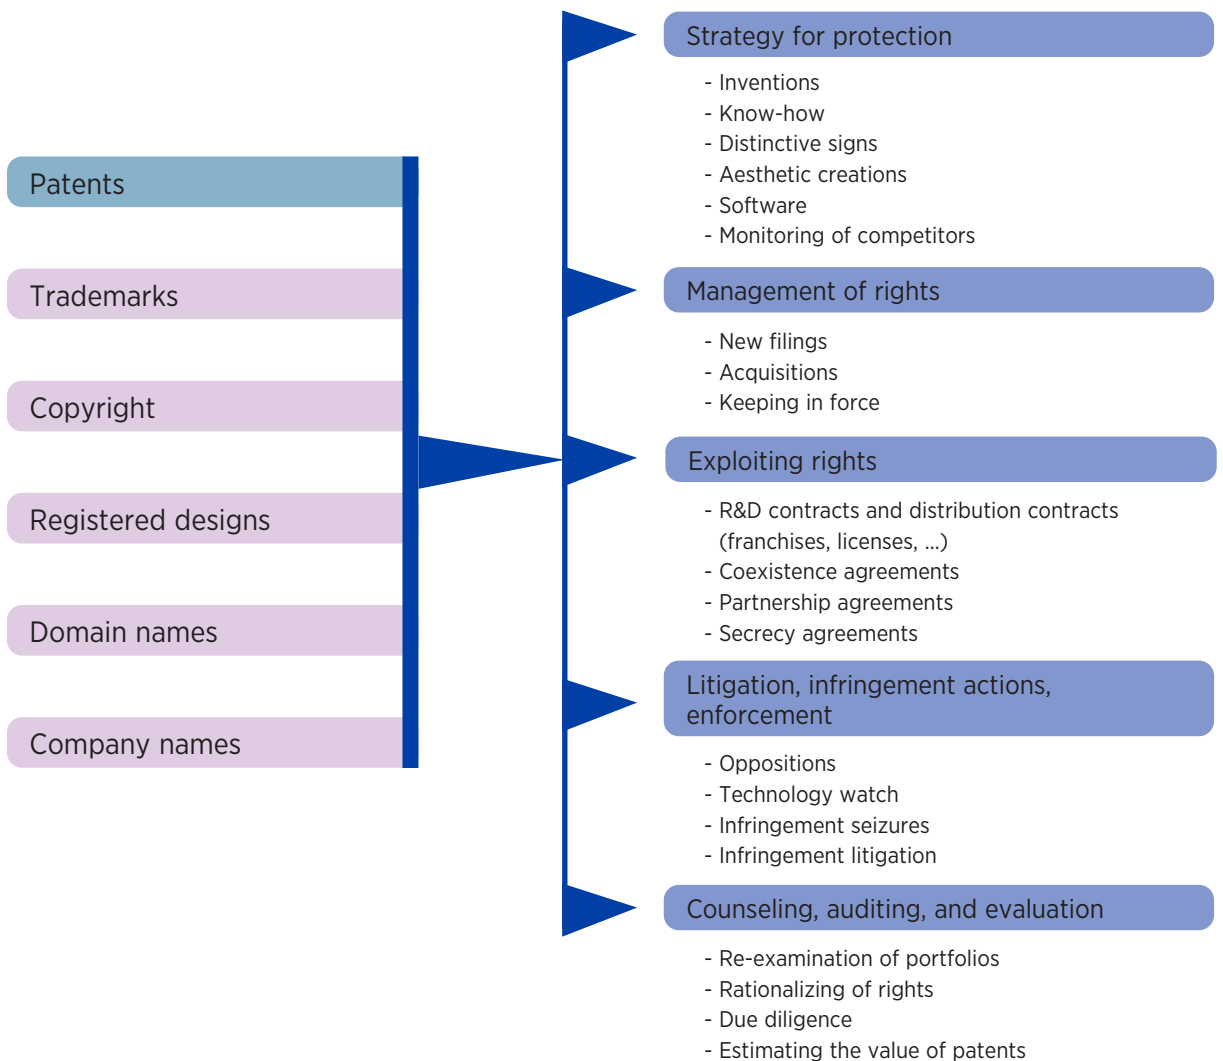 Patents
Trademarks
Copyright
Registered designs
Domain names
Company names
Strategy for protection
- Inventions
- Know-how
- Distinctive signs
- Aesthetic creations
- Software
- Monitoring of competitors
Management of rights
- New filings
- Acquisitions
- Keeping in force
Exploiting rights
- R&D contracts and distribution contracts
(franchises, licenses, ...)
- Coexistence agreements
- Partnership agreements
- Secrecy agreements
Litigation, infringement actions,
enforcement
- Oppositions
- Technology watch
- Infringement seizures
- Infringement litigation
Counseling, auditing, and evaluation
- Re-examination of portfolios
- Rationalizing of rights
- Due diligence
- Estimating the value of patents